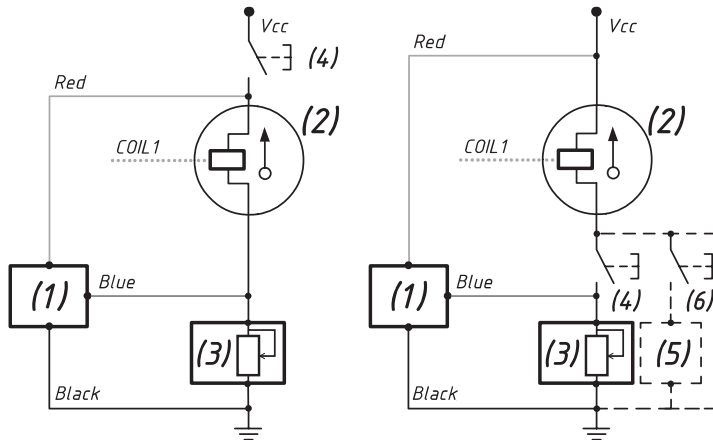 Vcc
(4)
Red
(2)
COIL1
(1)
Blue
(3)
Black
Vcc
Red
(2)
COIL1
(1)
Blue
(4)
(6)
(3)
(5)
Black